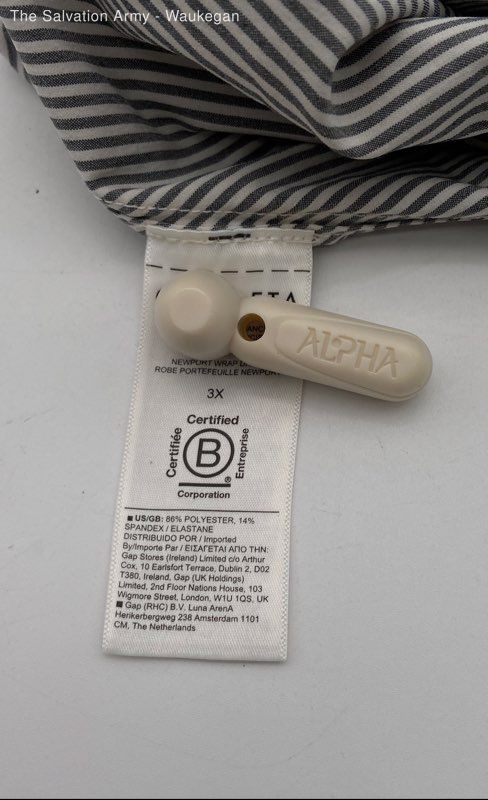 The Salvation Army - Waukegan
ETA
ANC
ALPHA
NEWPORT WRAP
ROBE PORTEFEUILLE NEWPORT
3X
Certified
Certifiée
B
Entreprise
Corporation
■ US/GB: 86% POLYESTER, 14%
SPANDEX / ELASTANE
DISTRIBUIDO POR / Imported
By/Importe Par / ΕΙΣΑΓΕΤΑΙ ΑΠΟ ΤΗΝ:
Gap Stores (Ireland) Limited c/o Arthur
Cox, 10 Earlsfort Terrace, Dublin 2, D02
T380, Ireland, Gap (UK Holdings)
Limited, 2nd Floor Nations House, 103
Wigmore Street, London, W1U 1QS, UK
■ Gap (RHC) B.V. Luna ArenA
Herikerbergweg 238 Amsterdam 1101
CM, The Netherlands